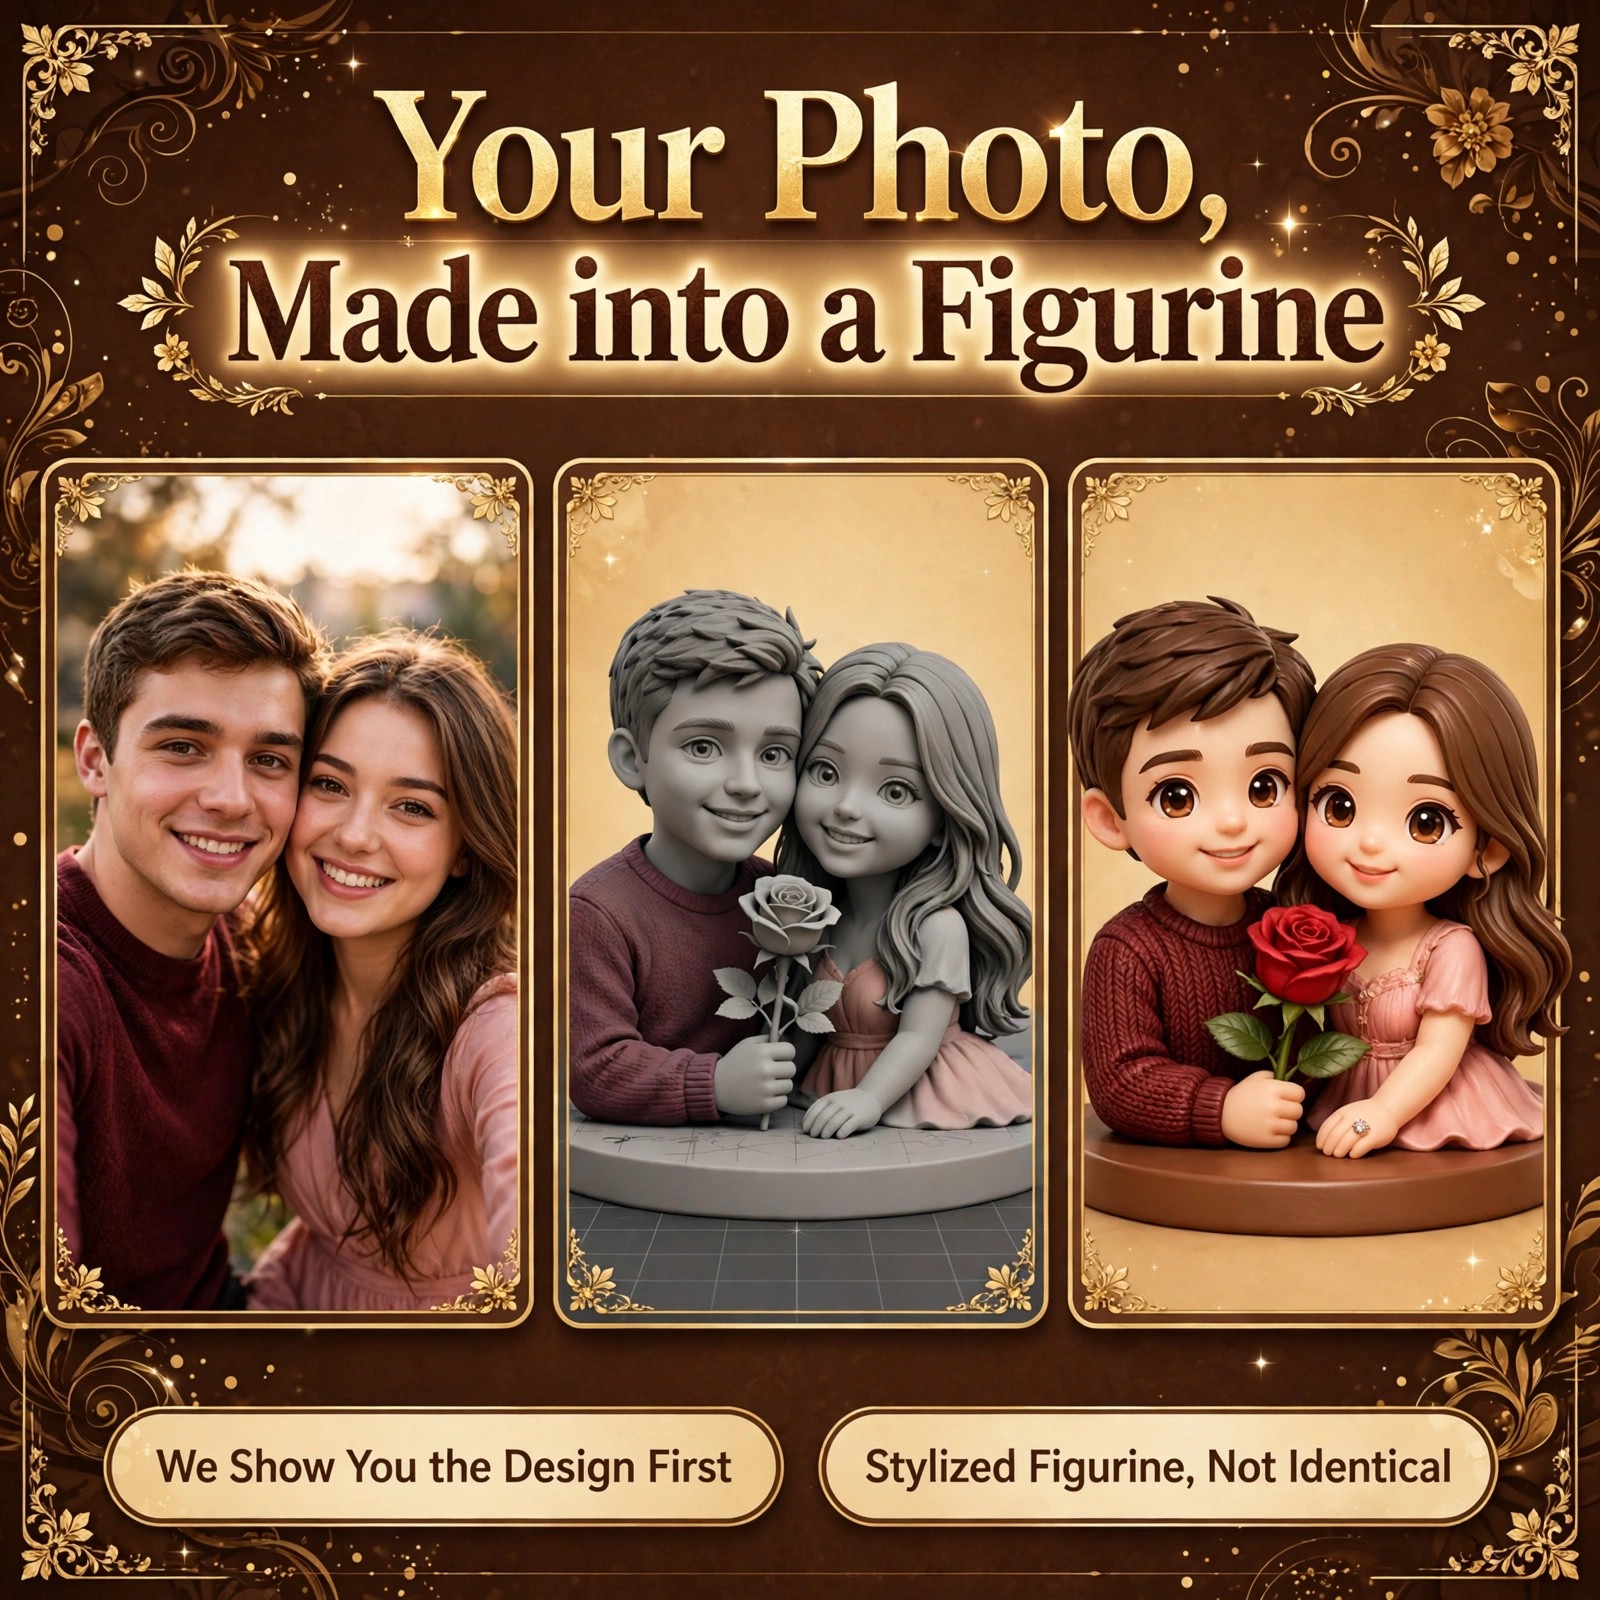 Your Photo,
Made into a Figurine
We Show You the Design First
Stylized Figurine, Not Identical